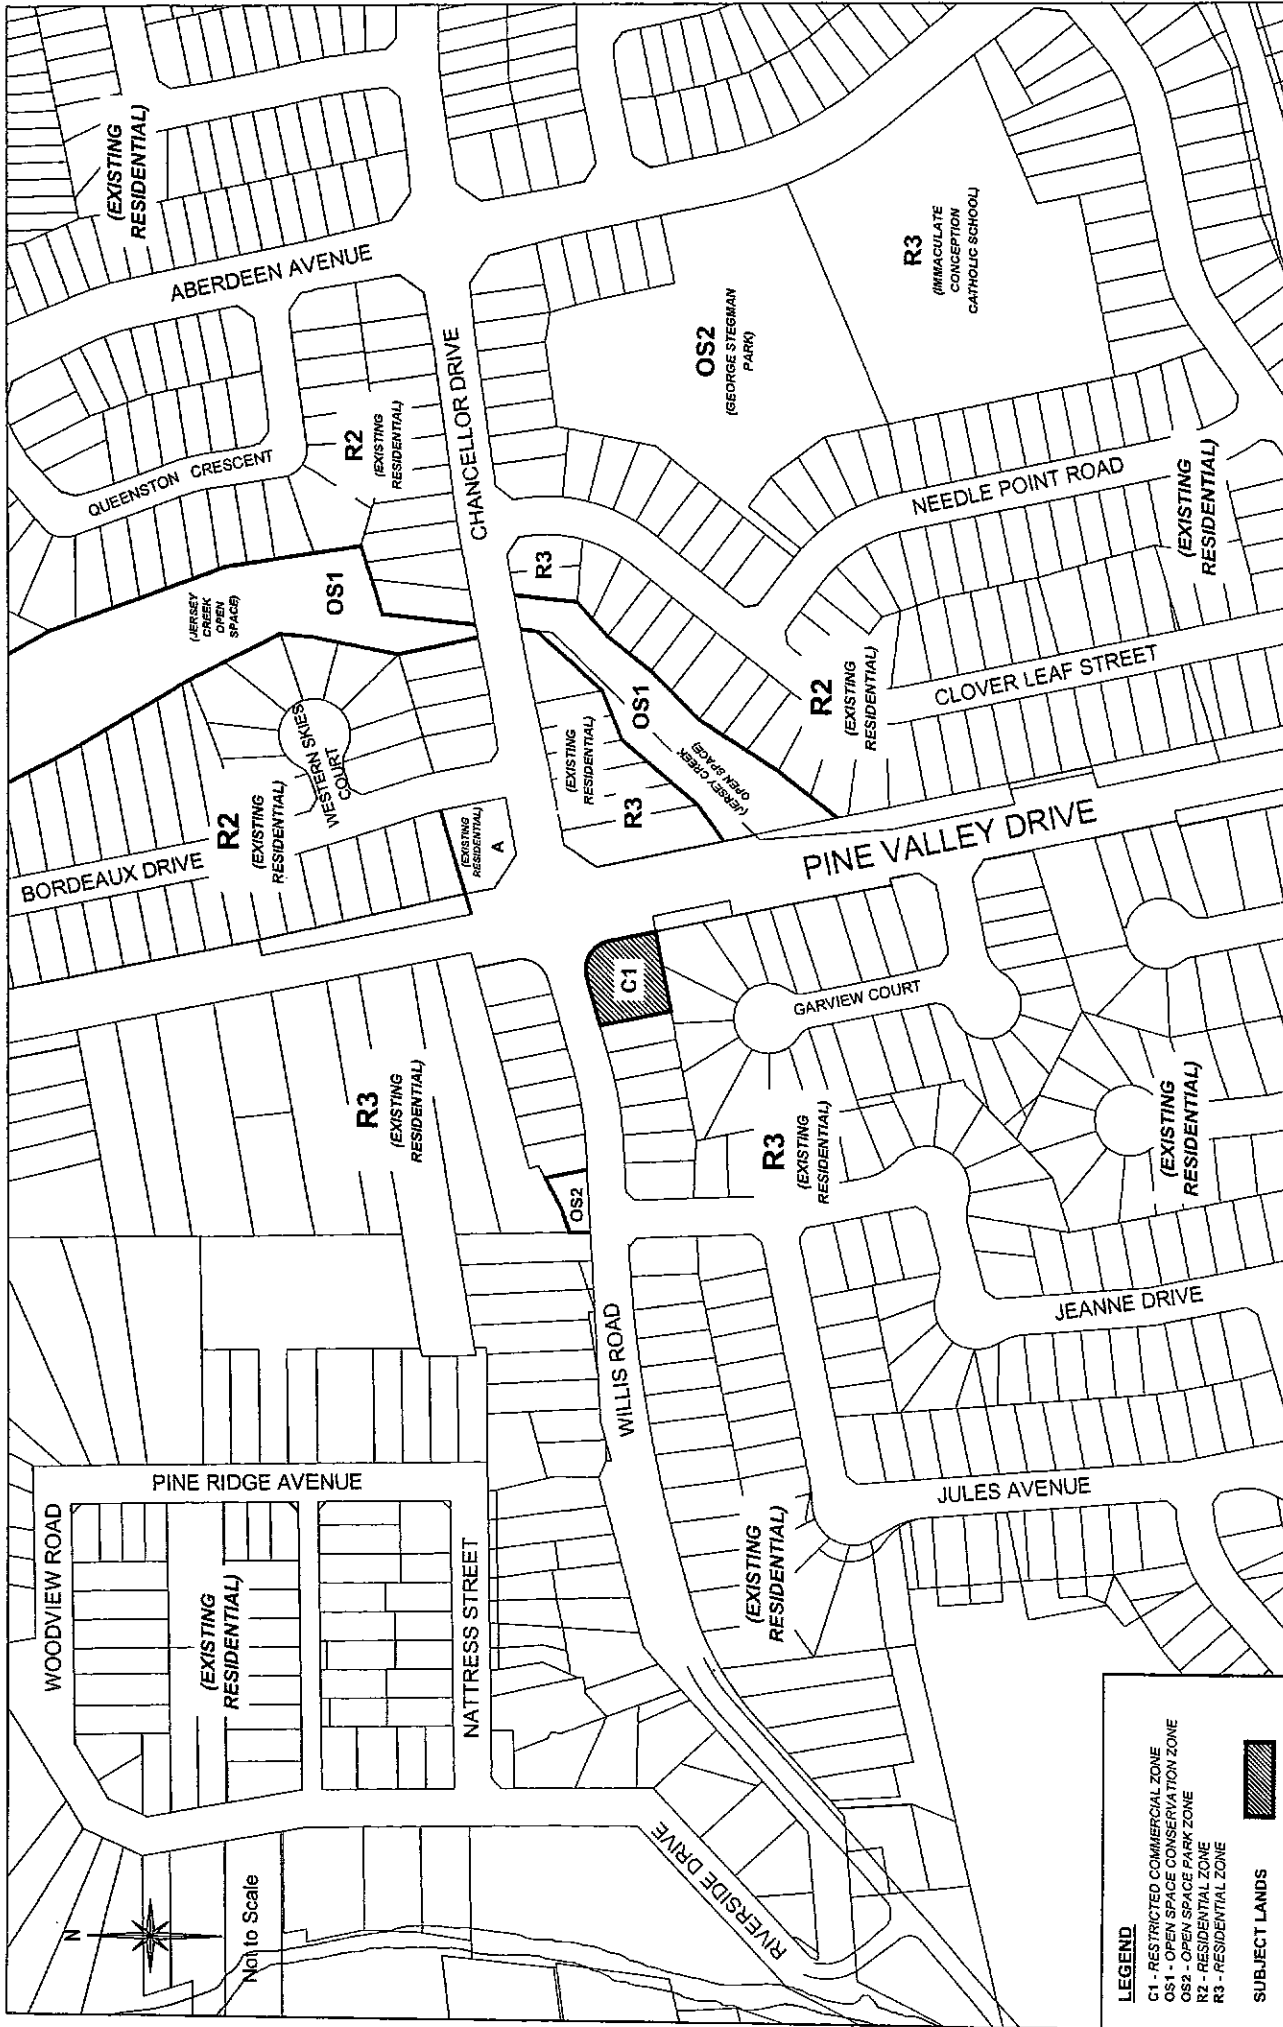 (EXISTING
RESIDENTIAL)
ABERDEEN AVENUE
QUEENSTON CRESCENT
R2
(EXISTING
RESIDENTIAL)
CHANCELLOR DRIVE
OS2
(GEORGE STEGMAN
PARK)
R3
(IMMACULATE
CONCEPTION
CATHOLIC SCHOOL)
NEEDLE POINT ROAD
(EXISTING
RESIDENTIAL)
(JERSEY
CREEK
OPEN
SPACE)
OS1
R3
WESTERN SKIES
COURT
R2
(EXISTING
RESIDENTIAL)
BORDEAUX DRIVE
(EXISTING
RESIDENTIAL)
A
(EXISTING
RESIDENTIAL)
R3
OS1
(JERSEY CREEK
OPEN SPACE)
R2
(EXISTING
RESIDENTIAL)
CLOVER LEAF STREET
PINE VALLEY DRIVE
C1
GARVIEW COURT
R3
(EXISTING
RESIDENTIAL)
OS2
R3
(EXISTING
RESIDENTIAL)
(EXISTING
RESIDENTIAL)
WILLIS ROAD
JEANNE DRIVE
JULES AVENUE
PINE RIDGE AVENUE
WOODVIEW ROAD
(EXISTING
RESIDENTIAL)
NATTRESS STREET
(EXISTING
RESIDENTIAL)
RIVERSIDE DRIVE
N
Not to Scale
LEGEND
C1 - RESTRICTED COMMERCIAL ZONE
OS1 - OPEN SPACE CONSERVATION ZONE
OS2 - OPEN SPACE PARK ZONE
R2 - RESIDENTIAL ZONE
R3 - RESIDENTIAL ZONE
SUBJECT LANDS